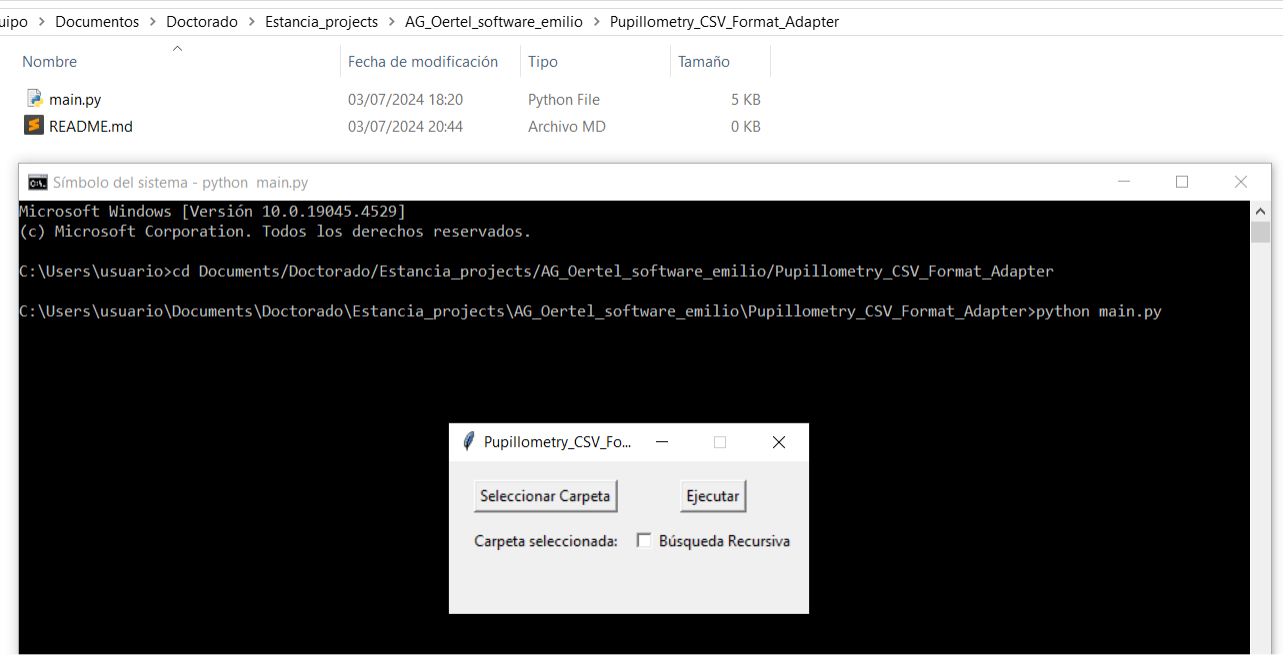 uipo > Documentos > Doctorado > Estancia_projects > AG_Oertel_software_emilio > Pupillometry_CSV_Format_Adapter
Nombre Fecha de modificación Tipo Tamaño
main.py 03/07/2024 18:20 Python File 5 KB
README.md 03/07/2024 20:44 Archivo MD 0 KB
Símbolo del sistema - python  main.py
Microsoft Windows [Versión 10.0.19045.4529]
(c) Microsoft Corporation. Todos los derechos reservados.
C:\Users\usuario>cd Documents/Doctorado/Estancia_projects/AG_Oertel_software_emilio/Pupillometry_CSV_Format_Adapter
C:\Users\usuario\Documents\Doctorado\Estancia_projects\AG_Oertel_software_emilio\Pupillometry_CSV_Format_Adapter>python main.py
Pupillometry_CSV_Fo...
Seleccionar Carpeta Ejecutar
Carpeta seleccionada: Búsqueda Recursiva